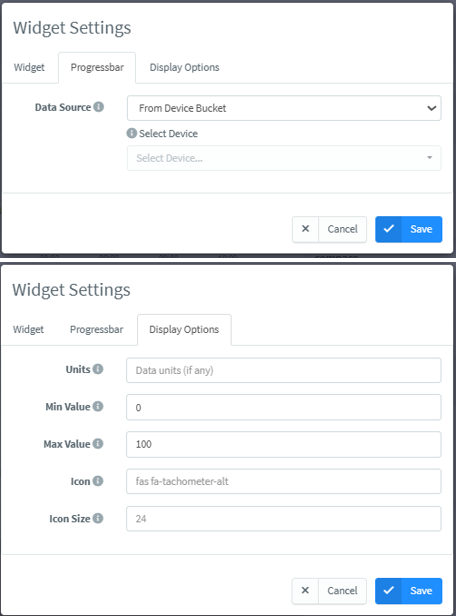 Widget Settings
Widget Progressbar Display Options
Data Source From Device Bucket
Select Device
Select Device...
Cancel Save
Widget Settings
Widget Progressbar Display Options
Units Data units (if any)
Min Value 0
Max Value 100
Icon fas fa-tachometer-alt
Icon Size 24
Cancel Save